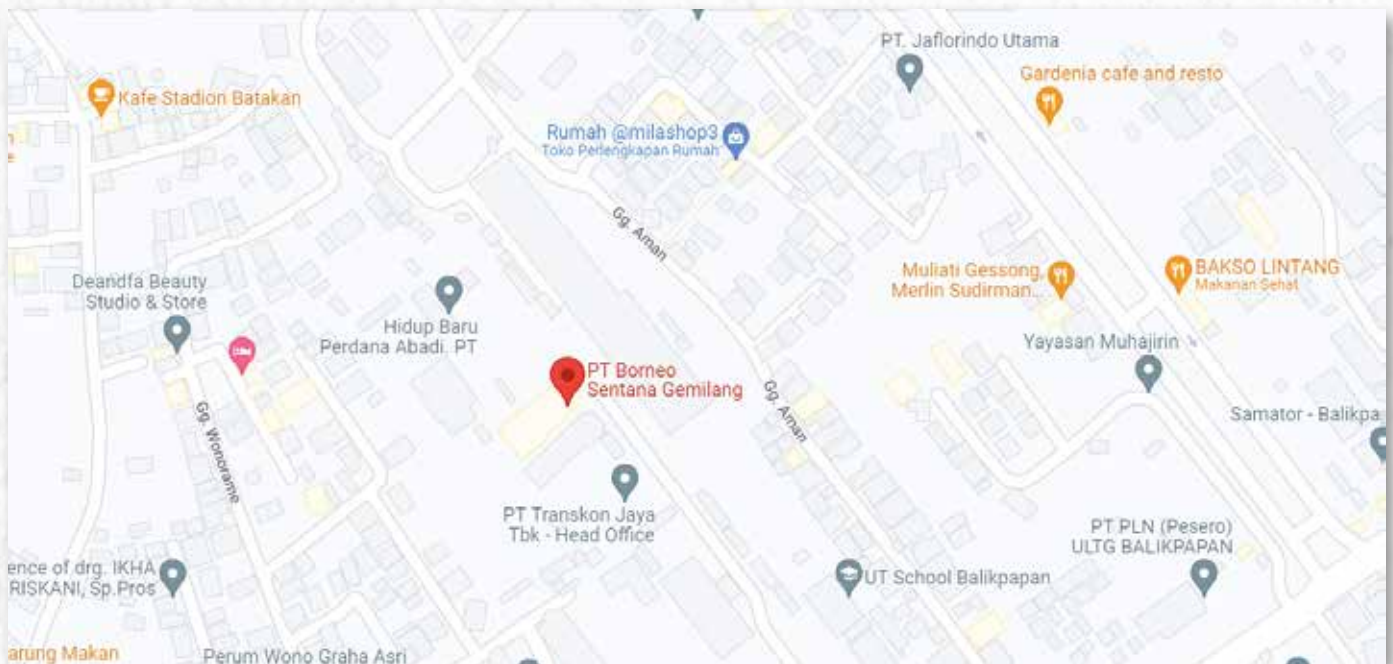 PT. Jaflorindo Utama
Gardenia cafe and resto
Kafe Stadion Batakan
Rumah @milashop3
Toko Perlengkapan Rumah
Gg. Aman
Muliati Gessong,
Merlin Sudirman...
BAKSO LINTANG
Makanan Sehat
Deandfa Beauty
Studio & Store
Hidup Baru
Perdana Abadi. PT
Yayasan Muhajirin
PT Borneo
Sentana Gemilang
Gg. Aman
Samator - Balikpa
Gg. Wonorame
PT Transkon Jaya
Tbk - Head Office
PT PLN (Pesero)
ULTG BALIKPAPAN
ence of drg. IKHA
RISKANI, Sp.Pros
UT School Balikpapan
arung Makan
Perum Wono Graha Asri